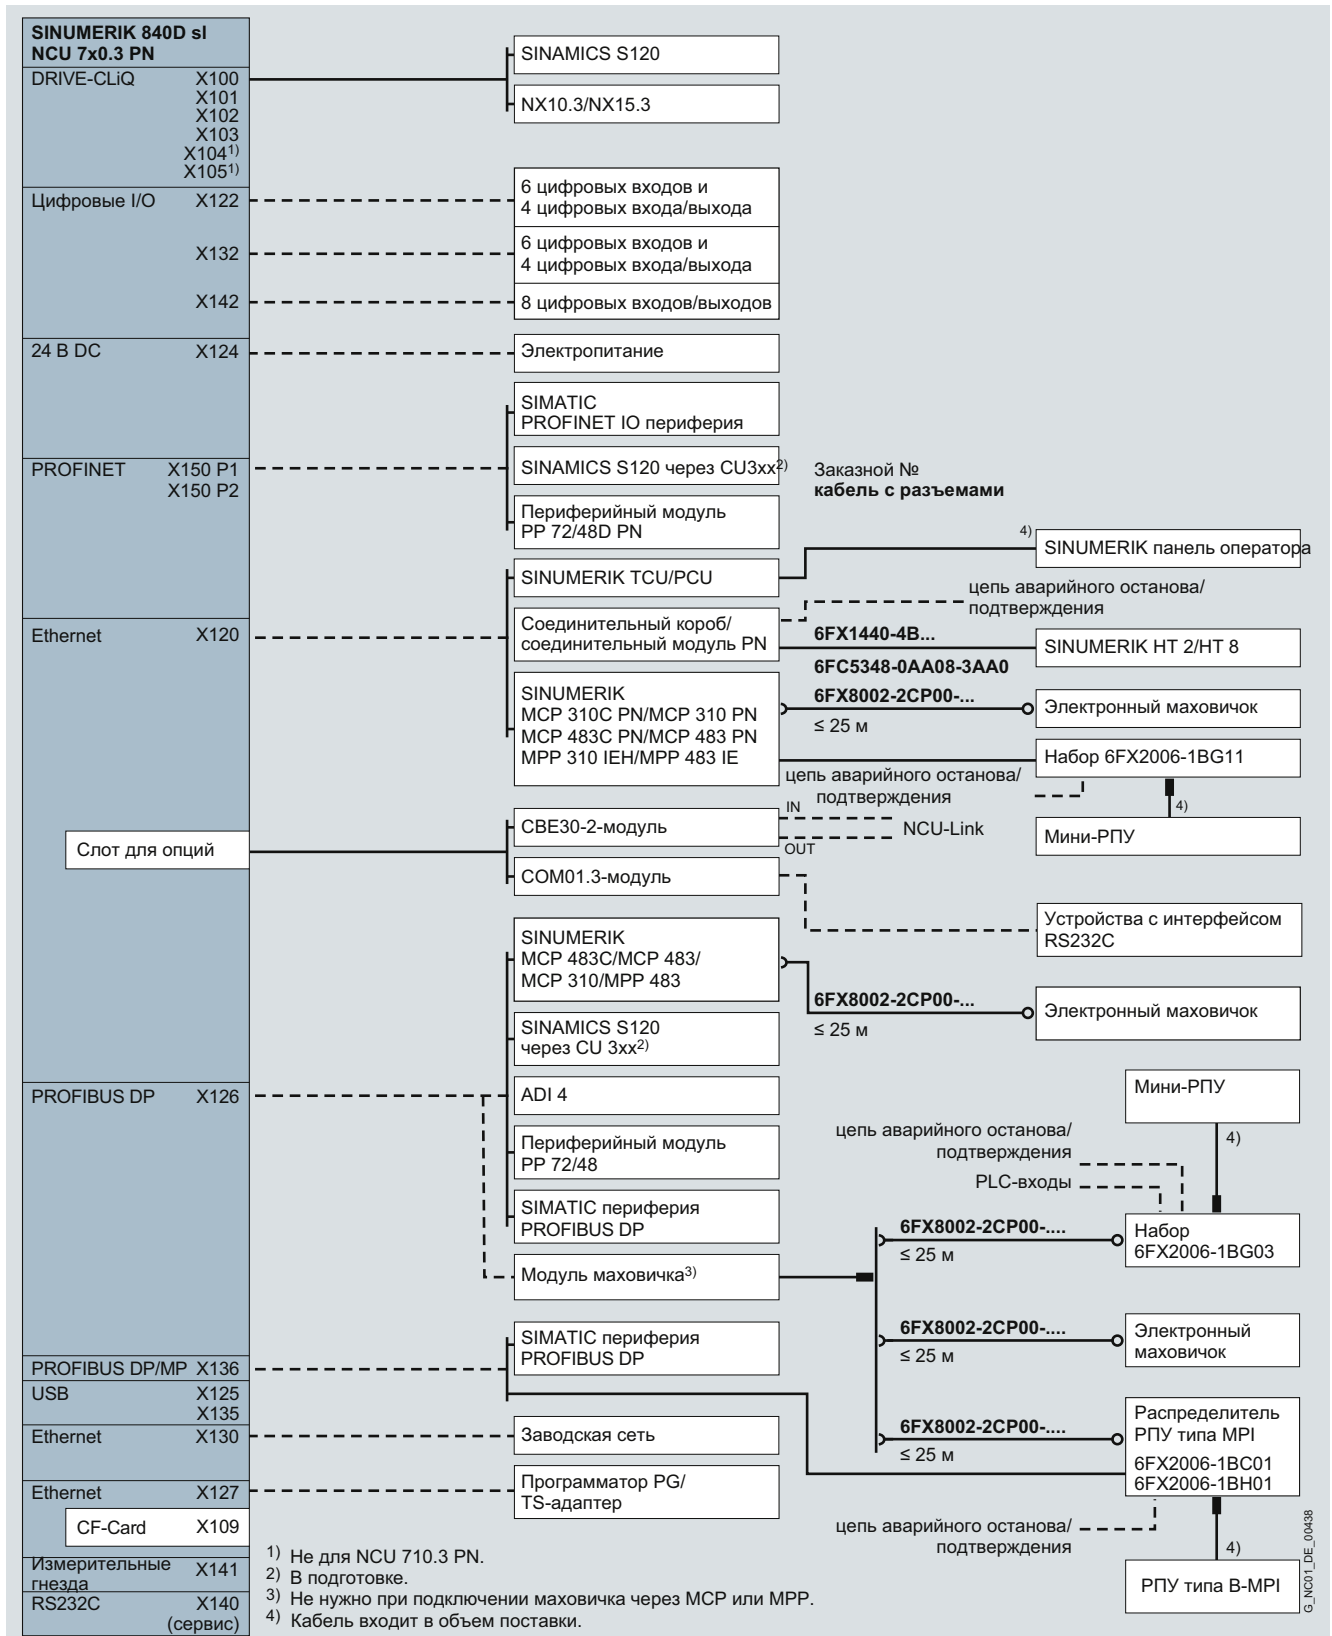 SINUMERIK 840D sl
NCU 7x0.3 PN
DRIVE-CLiQ X100
X101
X102
X103
X104 1)
X105 1)
SINAMICS S120
NX10.3/NX15.3
Цифровые I/O X122
6 цифровых входов и
4 цифровых входа/выхода
X132
6 цифровых входов и
4 цифровых входа/выхода
X142
8 цифровых входов/выходов
24 В DC X124
Электропитание
SIMATIC
PROFINET IO периферия
PROFINET X150 P1
X150 P2
SINAMICS S120 через CU3xx 2)
Периферийный модуль
PP 72/48D PN
Заказной №
кабель с разъемами
SINUMERIK TCU/PCU
4)
SINUMERIK панель оператора
Ethernet X120
Соединительный короб/
соединительный модуль PN
цепь аварийного останова/
подтверждения
6FX1440-4B...
6FC5348-0AA08-3AA0
SINUMERIK HT 2/HT 8
SINUMERIK
MCP 310C PN/MCP 310 PN
MCP 483C PN/MCP 483 PN
MPP 310 IEH/MPP 483 IE
6FX8002-2CP00-...
≤ 25 м
Электронный маховичок
Набор 6FX2006-1BG11
цепь аварийного останова/
подтверждения
4)
Мини-РПУ
Слот для опций
CBE30-2-модуль
IN
OUT
NCU-Link
COM01.3-модуль
Устройства с интерфейсом
RS232C
SINUMERIK
MCP 483C/MCP 483/
MCP 310/MPP 483
6FX8002-2CP00-...
≤ 25 м
Электронный маховичок
SINAMICS S120
через CU 3xx 2)
PROFIBUS DP X126
ADI 4
Периферийный модуль
PP 72/48
SIMATIC периферия
PROFIBUS DP
Модуль маховичка 3)
Мини-РПУ
4)
цепь аварийного останова/
подтверждения
PLC-входы
6FX8002-2CP00-....
≤ 25 м
Набор
6FX2006-1BG03
6FX8002-2CP00-....
≤ 25 м
Электронный
маховичок
PROFIBUS DP/MP X136
SIMATIC периферия
PROFIBUS DP
USB X125
X135
6FX8002-2CP00-....
≤ 25 м
Распределитель
РПУ типа MPI
6FX2006-1BC01
6FX2006-1BH01
Ethernet X130
Заводская сеть
Ethernet X127
Программатор PG/
TS-адаптер
CF-Card X109
цепь аварийного останова/
подтверждения
4)
РПУ типа B-MPI
Измерительные
гнезда X141
RS232C X140
(сервис)
1) Не для NCU 710.3 PN.
2) В подготовке.
3) Не нужно при подключении маховичка через MCP или MPP.
4) Кабель входит в объем поставки.
G_NC01_DE_00438